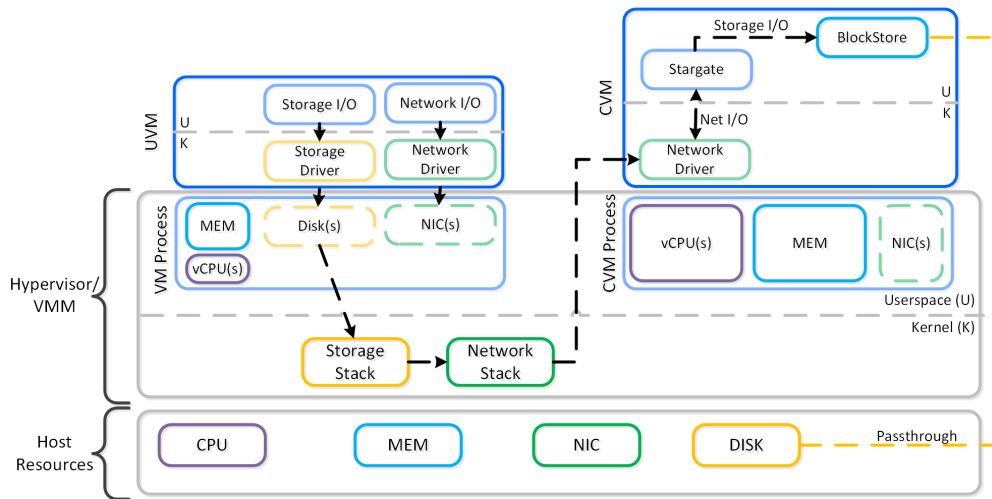 Storage I/O
BlockStore
Stargate
CVM
U
K
Net I/O
Network
Driver
UVM
U
K
Storage I/O
Network I/O
Storage
Driver
Network
Driver
Hypervisor/
VMM
VM Process
MEM
vCPU(s)
Disk(s)
NIC(s)
CVM Process
vCPU(s)
MEM
NIC(s)
Userspace (U)
Kernel (K)
Storage
Stack
Network
Stack
Host
Resources
CPU
MEM
NIC
DISK
Passthrough